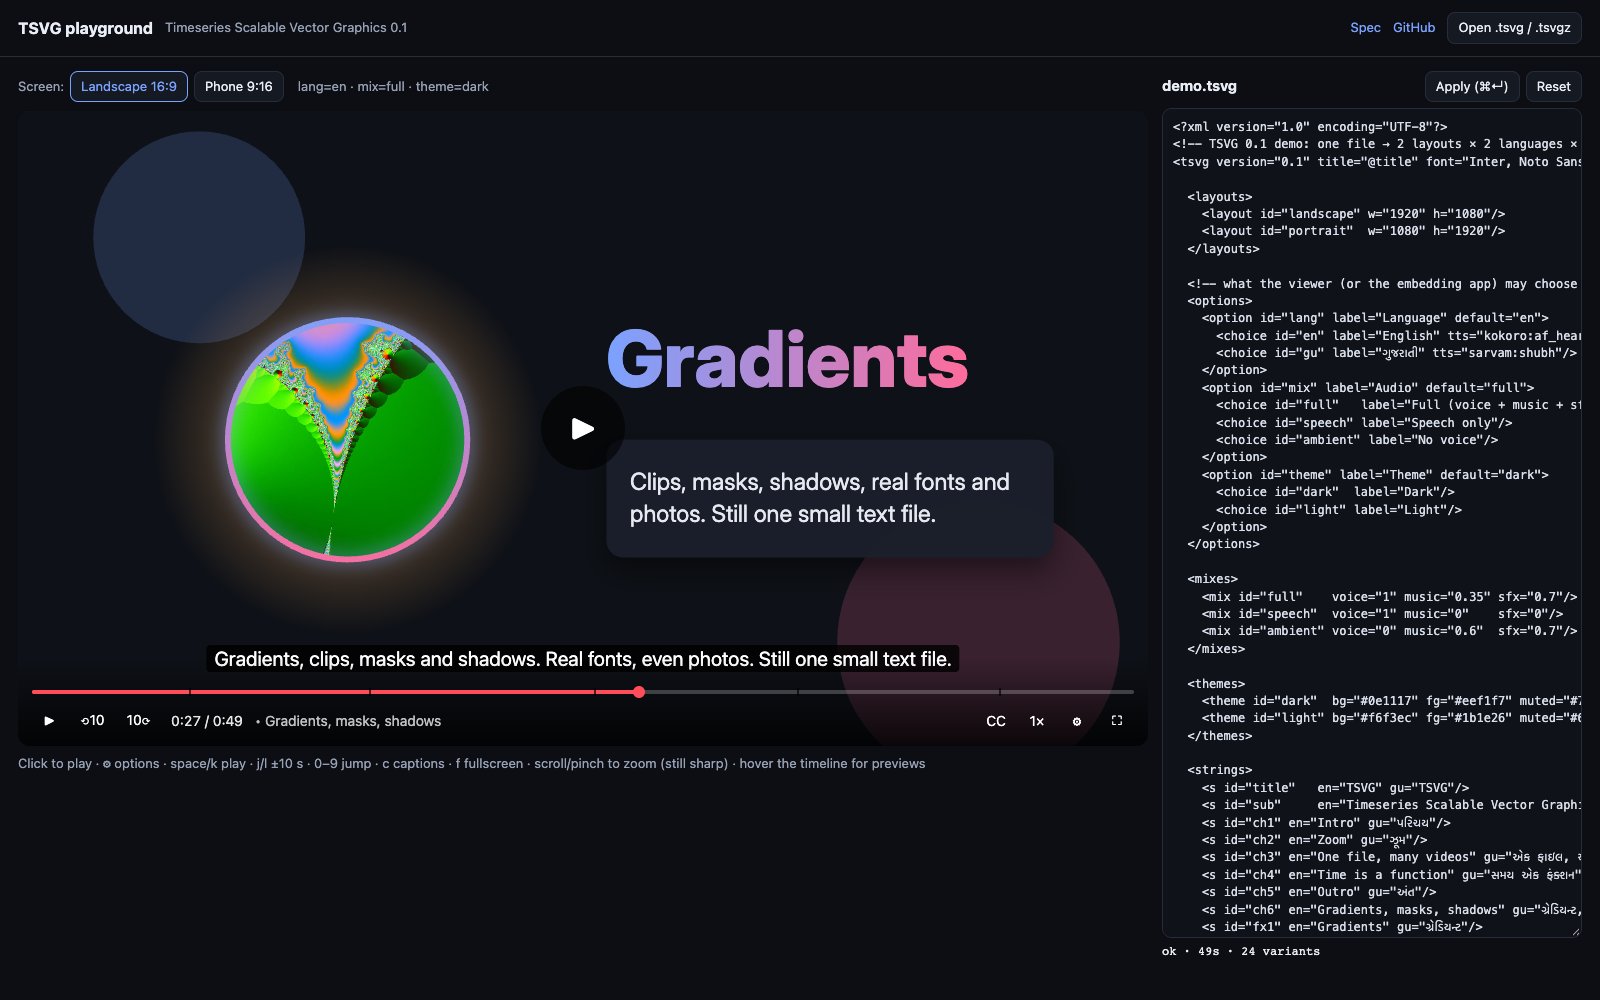 TSVG playground Timeseries Scalable Vector Graphics 0.1
Spec GitHub Open .tsvg / .tsvgz
Screen: Landscape 16:9 Phone 9:16 lang=en · mix=full · theme=dark
Gradients
Clips, masks, shadows, real fonts and
photos. Still one small text file.
Gradients, clips, masks and shadows. Real fonts, even photos. Still one small text file.
10 10 0:27 / 0:49 • Gradients, masks, shadows CC 1×
Click to play · ⚙ options · space/k play · j/l ±10 s · 0–9 jump · c captions · f fullscreen · scroll/pinch to zoom (still sharp) · hover the timeline for previews
demo.tsvg Apply (⌘↵) Reset
<?xml version="1.0" encoding="UTF-8"?>
<!-- TSVG 0.1 demo: one file → 2 layouts × 2 languages ×
<tsvg version="0.1" title="@title" font="Inter, Noto Sans
<layouts>
<layout id="landscape" w="1920" h="1080"/>
<layout id="portrait"  w="1080" h="1920"/>
</layouts>
<!-- what the viewer (or the embedding app) may choose
<options>
<option id="lang" label="Language" default="en">
<choice id="en" label="English" tts="kokoro:af_hear
<choice id="gu" label="ગુજરાતી" tts="sarvam:shubh"/>
</option>
<option id="mix" label="Audio" default="full">
<choice id="full"   label="Full (voice + music + sf
<choice id="speech" label="Speech only"/>
<choice id="ambient" label="No voice"/>
</option>
<option id="theme" label="Theme" default="dark">
<choice id="dark"  label="Dark"/>
<choice id="light" label="Light"/>
</option>
</options>
<mixes>
<mix id="full"    voice="1" music="0.35" sfx="0.7"/>
<mix id="speech"  voice="1" music="0"    sfx="0"/>
<mix id="ambient" voice="0" music="0.6"  sfx="0.7"/>
</mixes>
<themes>
<theme id="dark"  bg="#0e1117" fg="#eef1f7" muted="#7
<theme id="light" bg="#f6f3ec" fg="#1b1e26" muted="#6
</themes>
<strings>
<s id="title"   en="TSVG" gu="TSVG"/>
<s id="sub"     en="Timeseries Scalable Vector Graphi
<s id="ch1" en="Intro" gu="પરિચય"/>
<s id="ch2" en="Zoom" gu="ઝૂમ"/>
<s id="ch3" en="One file, many videos" gu="એક ફાઇલ,
<s id="ch4" en="Time is a function" gu="સમય એક ફંક્શન"
<s id="ch5" en="Outro" gu="અંત"/>
<s id="ch6" en="Gradients, masks, shadows" gu="ગ્રેડિયન્ટ,
<s id="fx1" en="Gradients" gu="ગ્રેડિયન્ટ"/>
ok · 49s · 24 variants